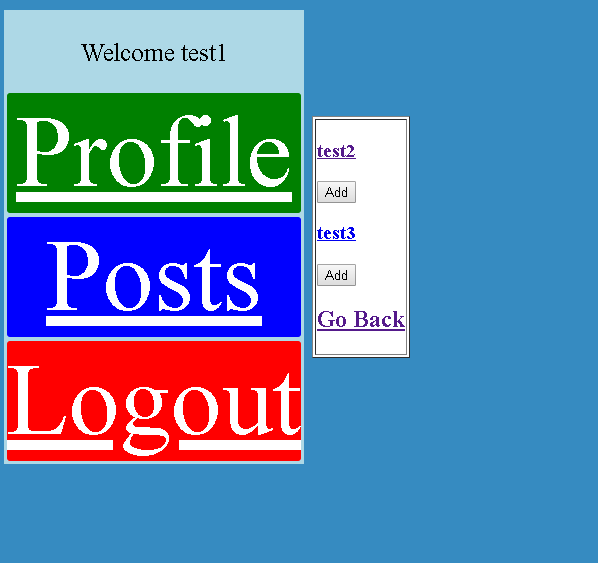 Welcome test1
Profile
Posts
Logout
test2
Add
test3
Add
Go Back